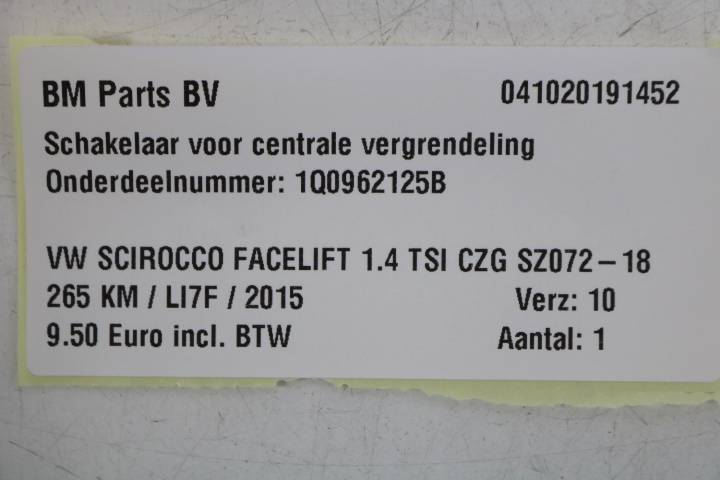 BM Parts BV 041020191452
Schakelaar voor centrale vergrendeling
Onderdeelnummer: 1Q0962125B
VW SCIROCCO FACELIFT 1.4 TSI CZG SZ072-18
265 KM / LI7F / 2015 Verz: 10
9.50 Euro incl. BTW Aantal: 1